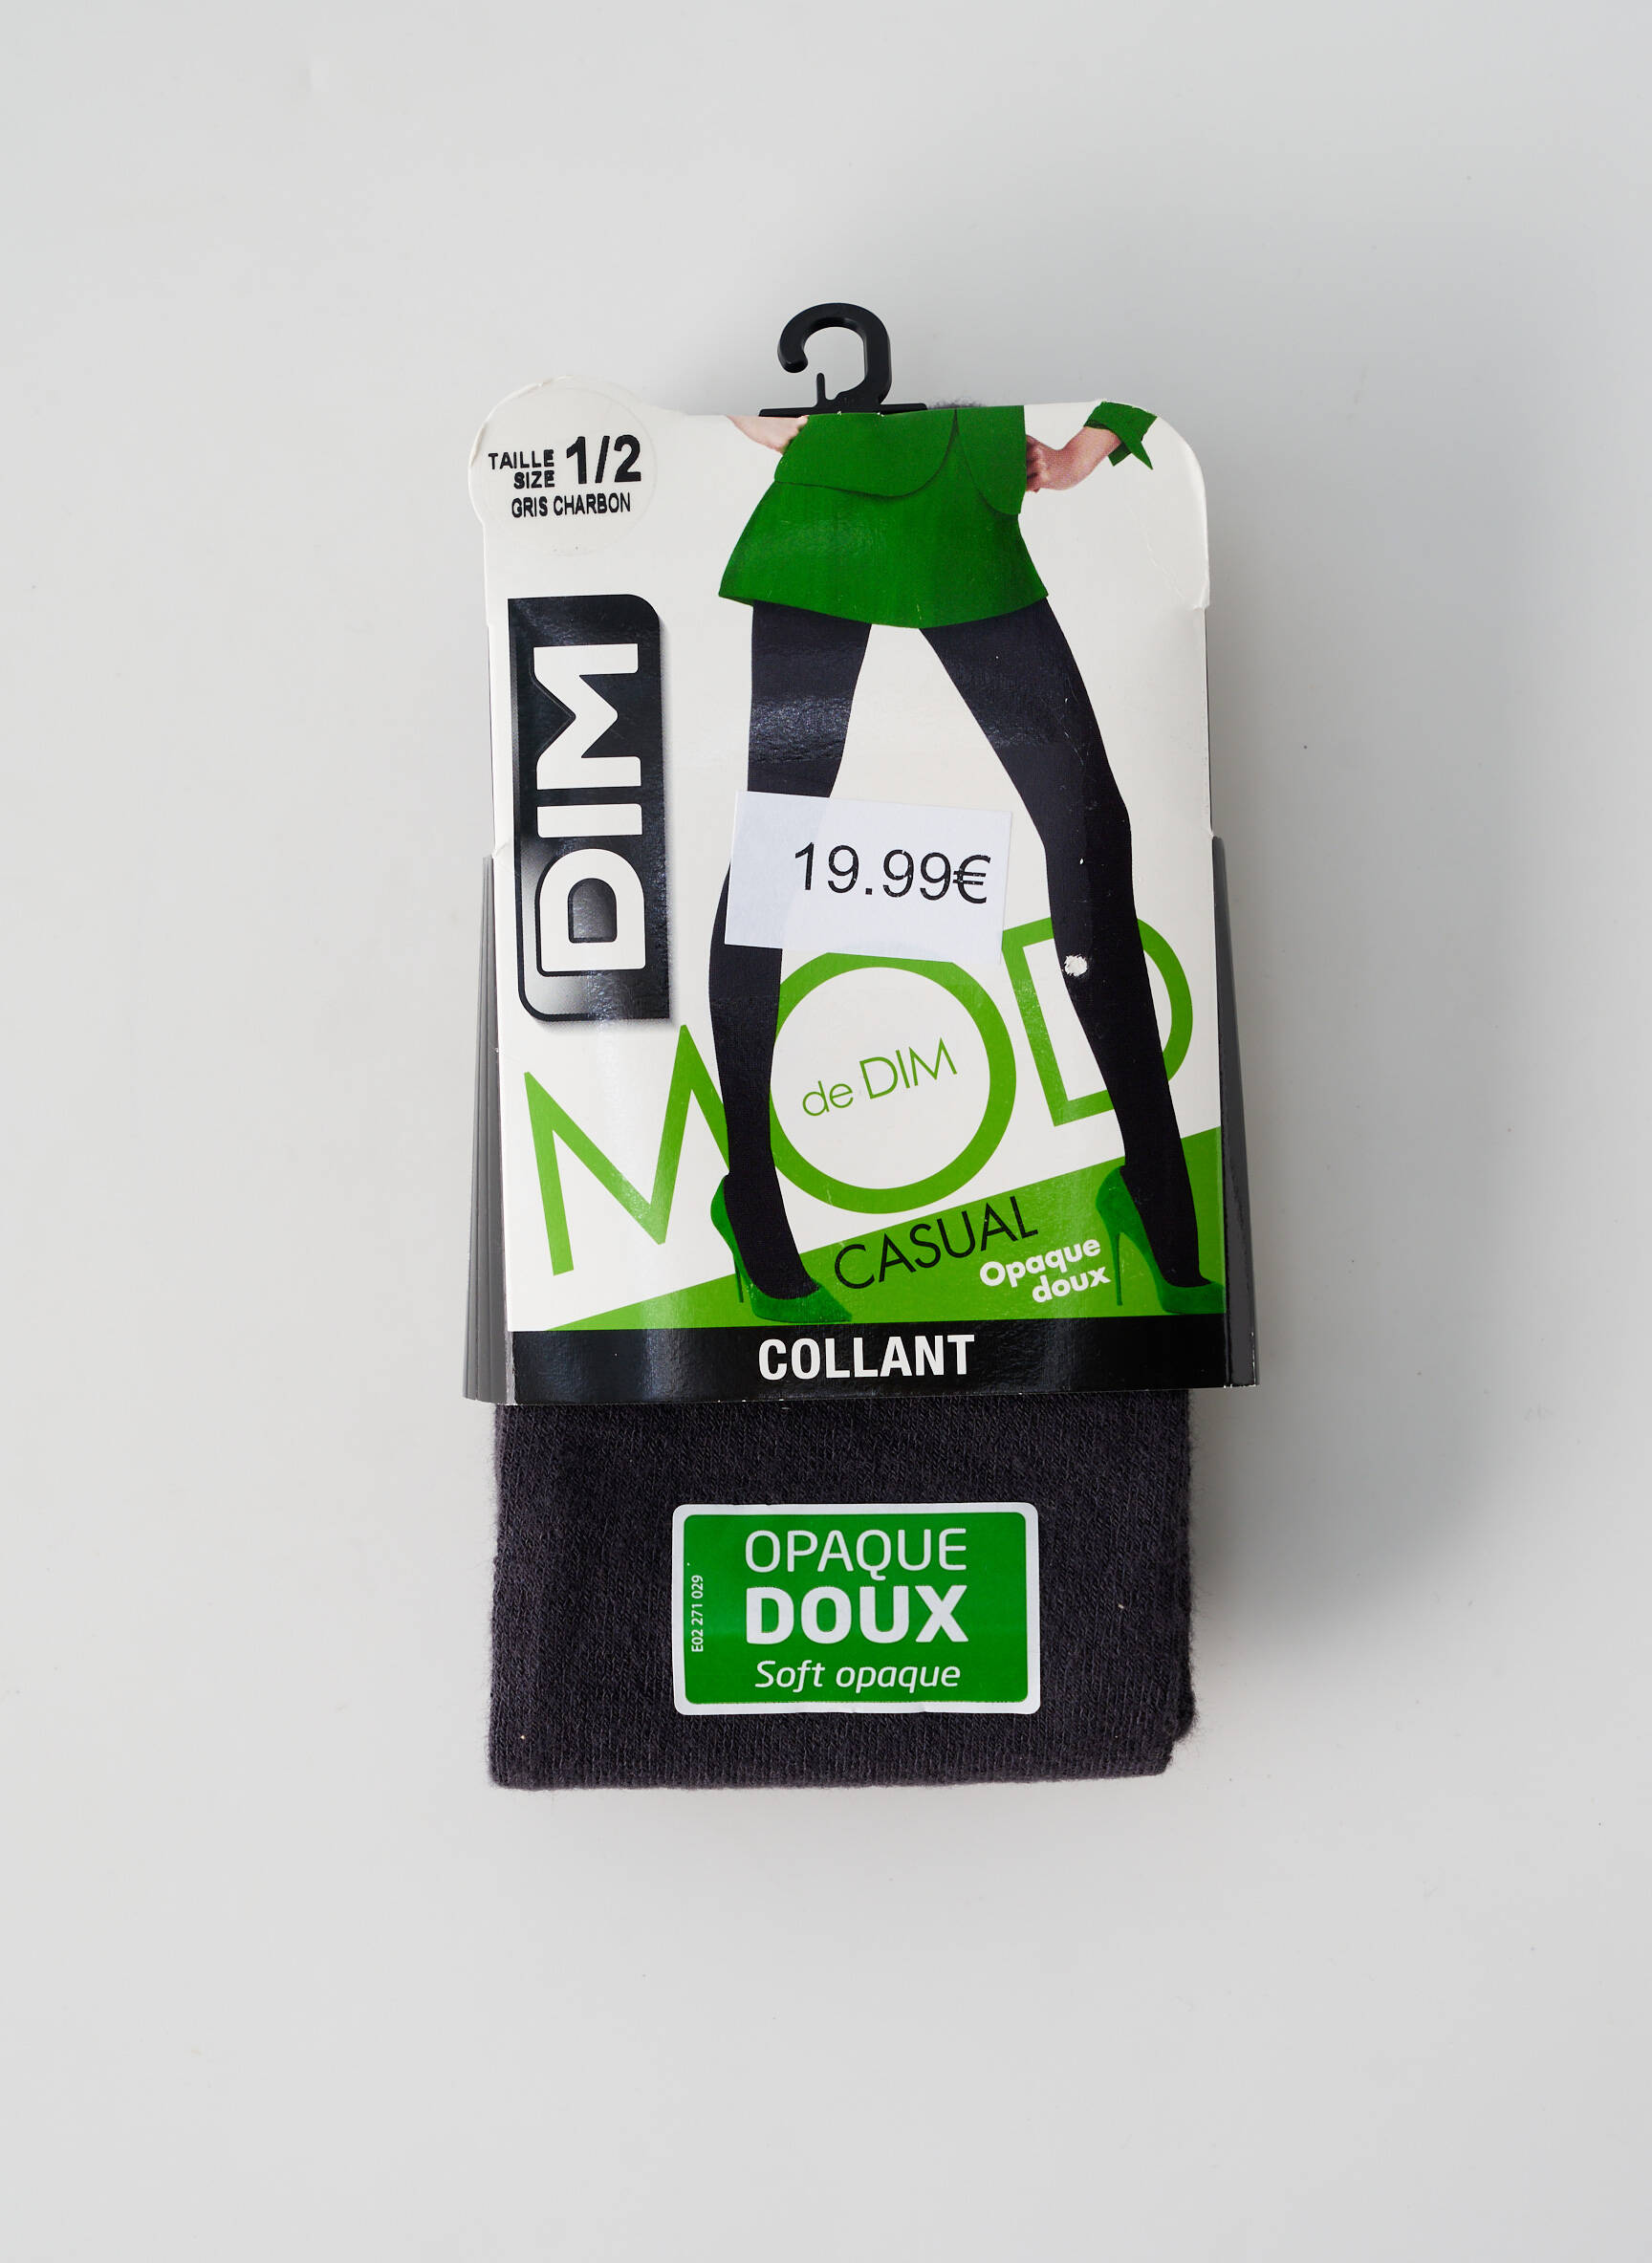 TAILLE
SIZE
1/2
GRIS CHARBON
DIM
19.99€
MOD
de DIM
CASUAL
Opaque
doux
COLLANT
OPAQUE
DOUX
Soft opaque
E02 271 029